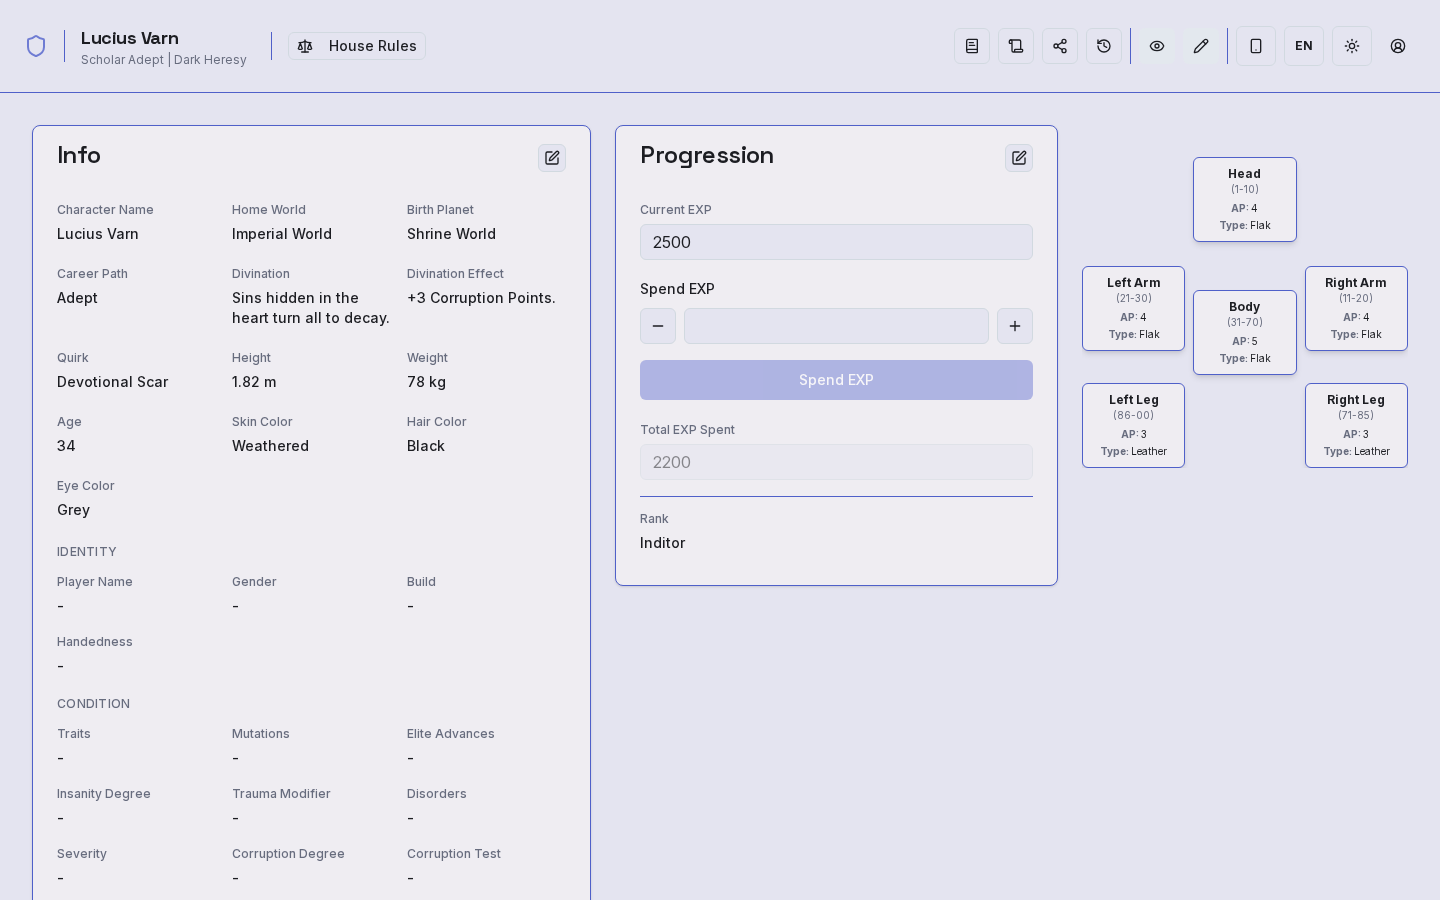 Lucius Varn
Scholar Adept | Dark Heresy
House Rules
EN
Info
Character Name
Lucius Varn
Home World
Imperial World
Birth Planet
Shrine World
Career Path
Adept
Divination
Sins hidden in the
heart turn all to decay.
Divination Effect
+3 Corruption Points.
Quirk
Devotional Scar
Height
1.82 m
Weight
78 kg
Age
34
Skin Color
Weathered
Hair Color
Black
Eye Color
Grey
IDENTITY
Player Name
-
Gender
-
Build
-
Handedness
-
CONDITION
Traits
-
Mutations
-
Elite Advances
-
Insanity Degree
-
Trauma Modifier
-
Disorders
-
Severity
-
Corruption Degree
-
Corruption Test
-
Progression
Current EXP
2500
Spend EXP
Spend EXP
Total EXP Spent
2200
Rank
Inditor
Head
(1-10)
AP: 4
Type: Flak
Left Arm
(21-30)
AP: 4
Type: Flak
Body
(31-70)
AP: 5
Type: Flak
Right Arm
(11-20)
AP: 4
Type: Flak
Left Leg
(86-00)
AP: 3
Type: Leather
Right Leg
(71-85)
AP: 3
Type: Leather